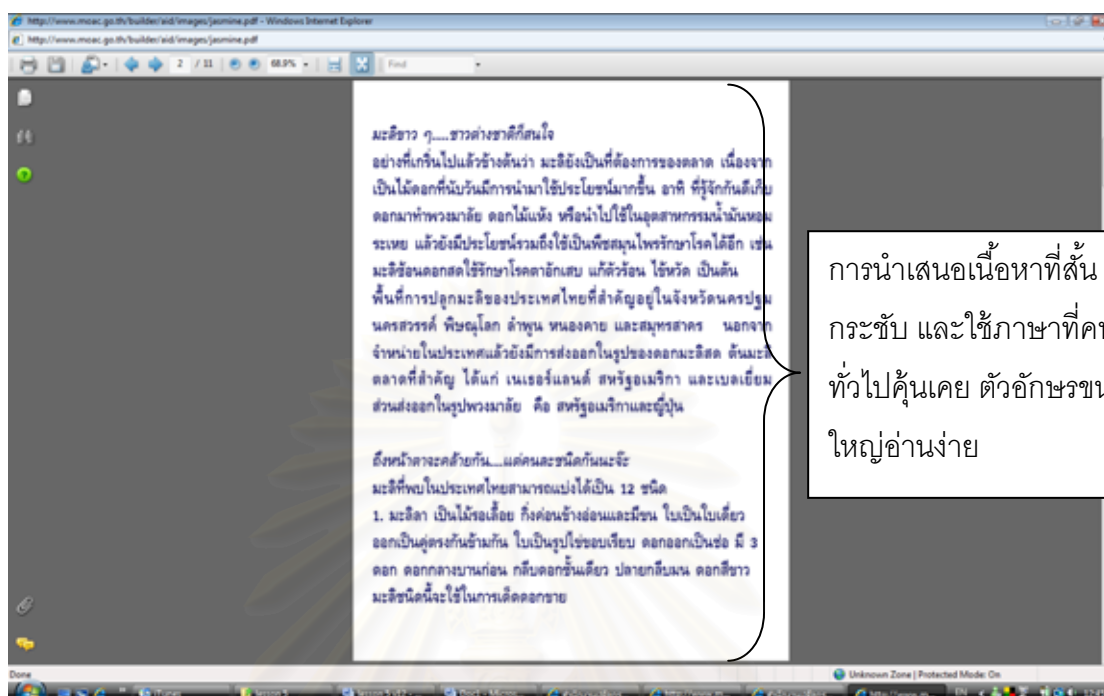 http://www.moac.go.th/builder/aid/images/jasmine.pdf - Windows Internet Explorer
http://www.moac.go.th/builder/aid/images/jasmine.pdf
2 / 11 68.9% Find
มะลิขาว ๆ.....ชาวต่างชาติก็สนใจ
อย่างที่เกริ่นไปแล้วข้างต้นว่า มะลิยังเป็นที่ต้องการของตลาด เนื่องจาก
เป็นไม้ดอกที่นับวันมีการนำมาใช้ประโยชน์มากขึ้น อาทิ ที่รู้จักกันดีเก็บ
ดอกมาทำพวงมาลัย ดอกไม้แห้ง หรือนำไปใช้ในอุตสาหกรรมน้ำมันหอม
ระเหย แล้วยังมีประโยชน์รวมถึงใช้เป็นพืชสมุนไพรรักษาโรคได้อีก เช่น
มะลิซ้อนดอกสดใช้รักษาโรคตาอักเสบ แก้ตัวร้อน ไข้หวัด เป็นต้น
พื้นที่การปลูกมะลิของประเทศไทยที่สำคัญอยู่ในจังหวัดนครปฐม
นครสวรรค์ พิษณุโลก ลำพูน หนองคาย และสมุทรสาคร นอกจาก
จำหน่ายในประเทศแล้วยังมีการส่งออกในรูปของดอกมะลิสด ต้นมะลิ
ตลาดที่สำคัญ ได้แก่ เนเธอร์แลนด์ สหรัฐอเมริกา และเบลเยี่ยม
ส่วนส่งออกในรูปพวงมาลัย คือ สหรัฐอเมริกาและญี่ปุ่น
ถึงหน้าตาจะคล้ายกัน....แต่คนละชนิดกันนะจ๊ะ
มะลิที่พบในประเทศไทยสามารถแบ่งได้เป็น 12 ชนิด
1. มะลิลา เป็นไม้รอเลื้อย กิ่งค่อนข้างอ่อนและมีขน ใบเป็นใบเดี่ยว
ออกเป็นคู่ตรงกันข้ามกัน ใบเป็นรูปไข่ขอบเรียบ ดอกออกเป็นช่อ มี 3
ดอก ดอกกลางบานก่อน กลีบดอกชั้นเดียว ปลายกลีบมน ดอกสีขาว
มะลิชนิดนี้จะใช้ในการเด็ดดอกขาย
การนำเสนอเนื้อหาที่สั้น
กระชับ และใช้ภาษาที่คน
ทั่วไปคุ้นเคย ตัวอักษรขน
ใหญ่อ่านง่าย
Done Unknown Zone | Protected Mode: On
iTunes lesson 5